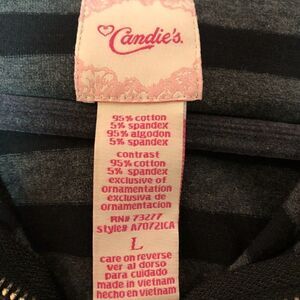 Candie's.
95% cotton
5% spandex
95% algodon
5% spandex
contrast
95% cotton
5% spandex
exclusive of
ornamentation
exclusiva de
ornamentacion
RN# 73277
style# A70721CA
L
care on reverse
ver al dorso
para cuidado
made in vietnam
hecho en vietnam